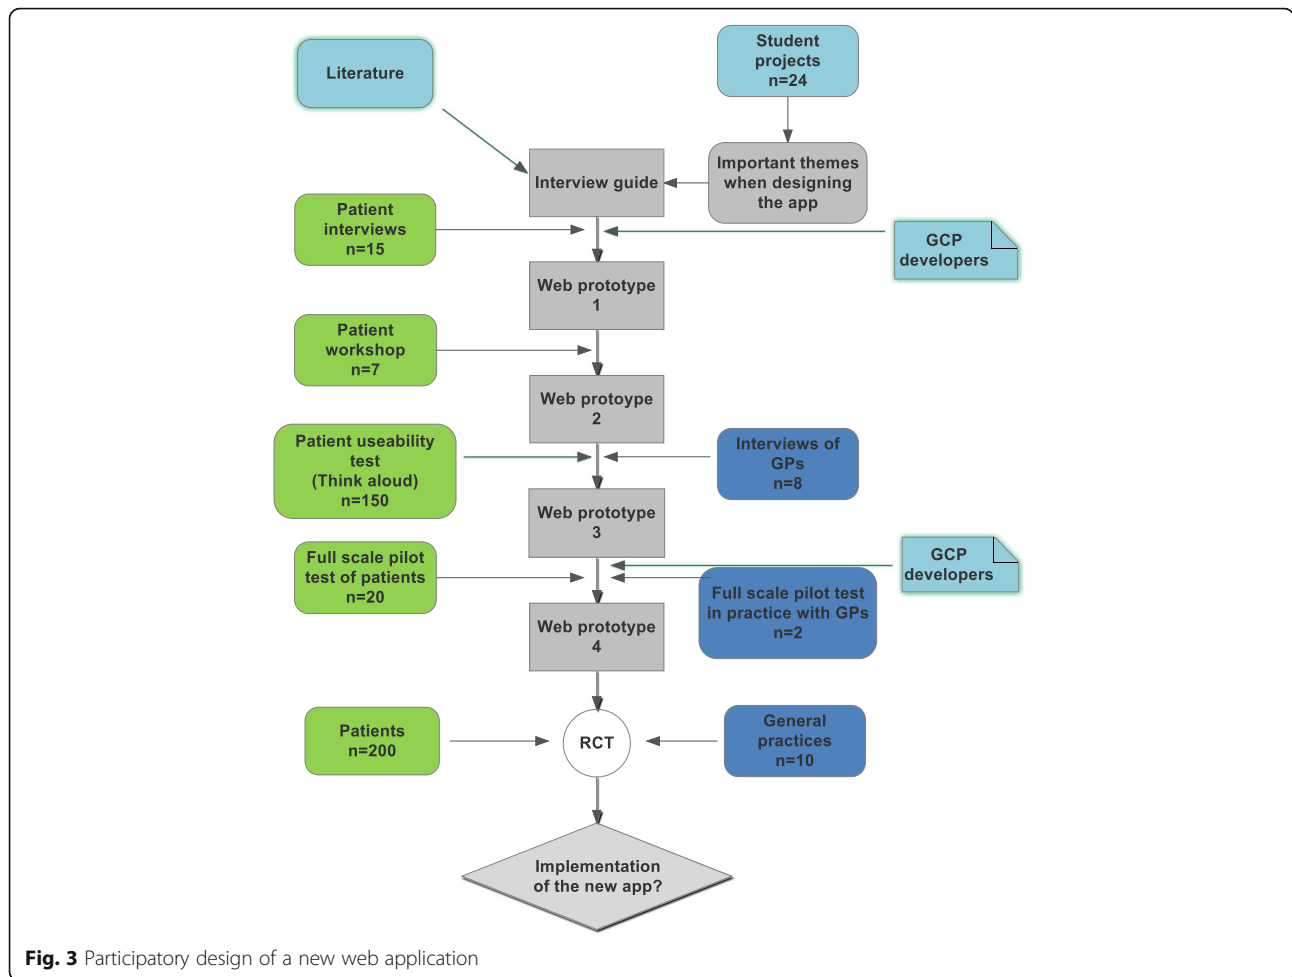 Literature
Student
projects
n=24
Interview guide
Important themes
when designing
the app
Patient
interviews
n=15
GCP
developers
Web prototype
1
Patient
workshop
n=7
Web protoype
2
Patient useability
test
(Think aloud)
n=150
Interviews of
GPs
n=8
Web prototype
3
Full scale pilot
test of patients
n=20
GCP
developers
Full scale pilot test
in practice with GPs
n=2
Web prototype
4
Patients
n=200
RCT
General
practices
n=10
Implementation
of the new app?
Fig. 3 Participatory design of a new web application